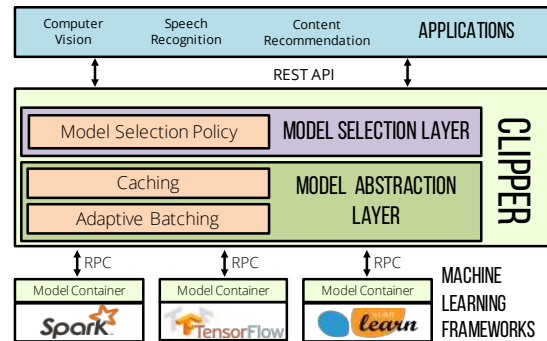 Computer Vision
Speech Recognition
Content Recommendation
APPLICATIONS
REST API
Model Selection Policy
MODEL SELECTION LAYER
Caching
Adaptive Batching
MODEL ABSTRACTION
LAYER
CLIPPER
RPC
RPC
RPC
Model Container
Model Container
Model Container
Spark
TensorFlow
learn
MACHINE
LEARNING
FRAMEWORKS